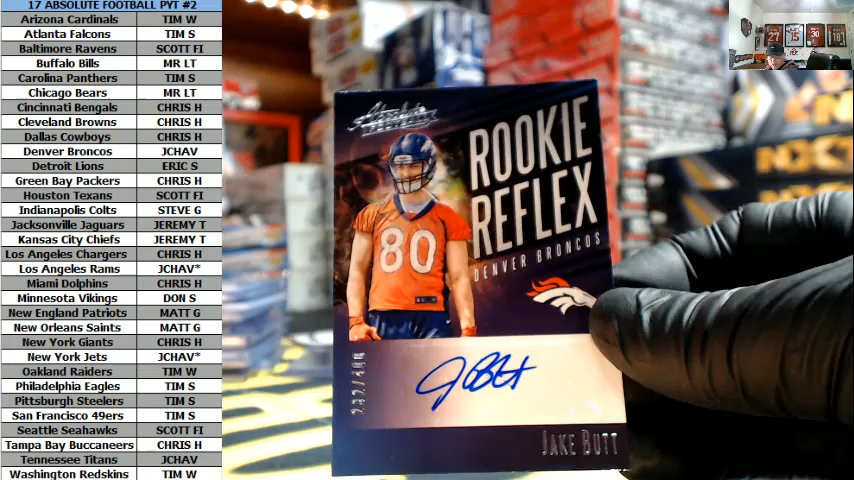 17 ABSOLUTE FOOTBALL PYT #2
Arizona Cardinals TIM W
Atlanta Falcons TIM S
Baltimore Ravens SCOTT FI
Buffalo Bills MR LT
Carolina Panthers TIM S
Chicago Bears MR LT
Cincinnati Bengals CHRIS H
Cleveland Browns CHRIS H
Dallas Cowboys CHRIS H
Denver Broncos JCHAV
Detroit Lions ERIC S
Green Bay Packers CHRIS H
Houston Texans SCOTT FI
Indianapolis Colts STEVE G
Jacksonville Jaguars JEREMY T
Kansas City Chiefs JEREMY T
Los Angeles Chargers CHRIS H
Los Angeles Rams JCHAV*
Miami Dolphins CHRIS H
Minnesota Vikings DON S
New England Patriots MATT G
New Orleans Saints MATT G
New York Giants CHRIS H
New York Jets JCHAV*
Oakland Raiders TIM W
Philadelphia Eagles TIM S
Pittsburg Steelers TIM S
San Francisco 49ers TIM S
Seattle Seahawks SCOTT FI
Tampa Bay Buccaneers CHRIS H
Tennessee Titans JCHAV
Washington Redskins TIM W
Absolute
ROOKIE
REFLEX
DENVER BRONCOS
80
JAKE BUTT
27
15
30
18